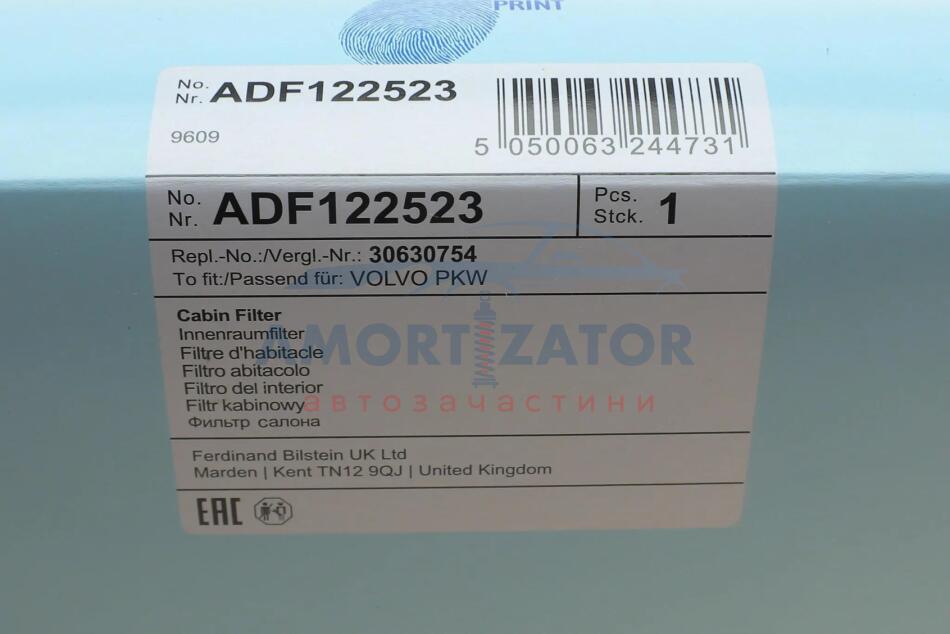 PRINT
No. Nr. ADF122523
9609
5 050063 244731
No. Nr. ADF122523
Pcs. Stck. 1
Repl.-No.:/Vergl.-Nr.: 30630754
To fit:/Passend für: VOLVO PKW
Cabin Filter
Innenraumfilter
Filtre d'habitacle
Filtro abitacolo
Filtro del interior
Filtr kabinowy
Фильтр салона
AMORTIZATOR
автозачастини
Ferdinand Bilstein UK Ltd
Marden | Kent TN12 9QJ | United Kingdom
EAC